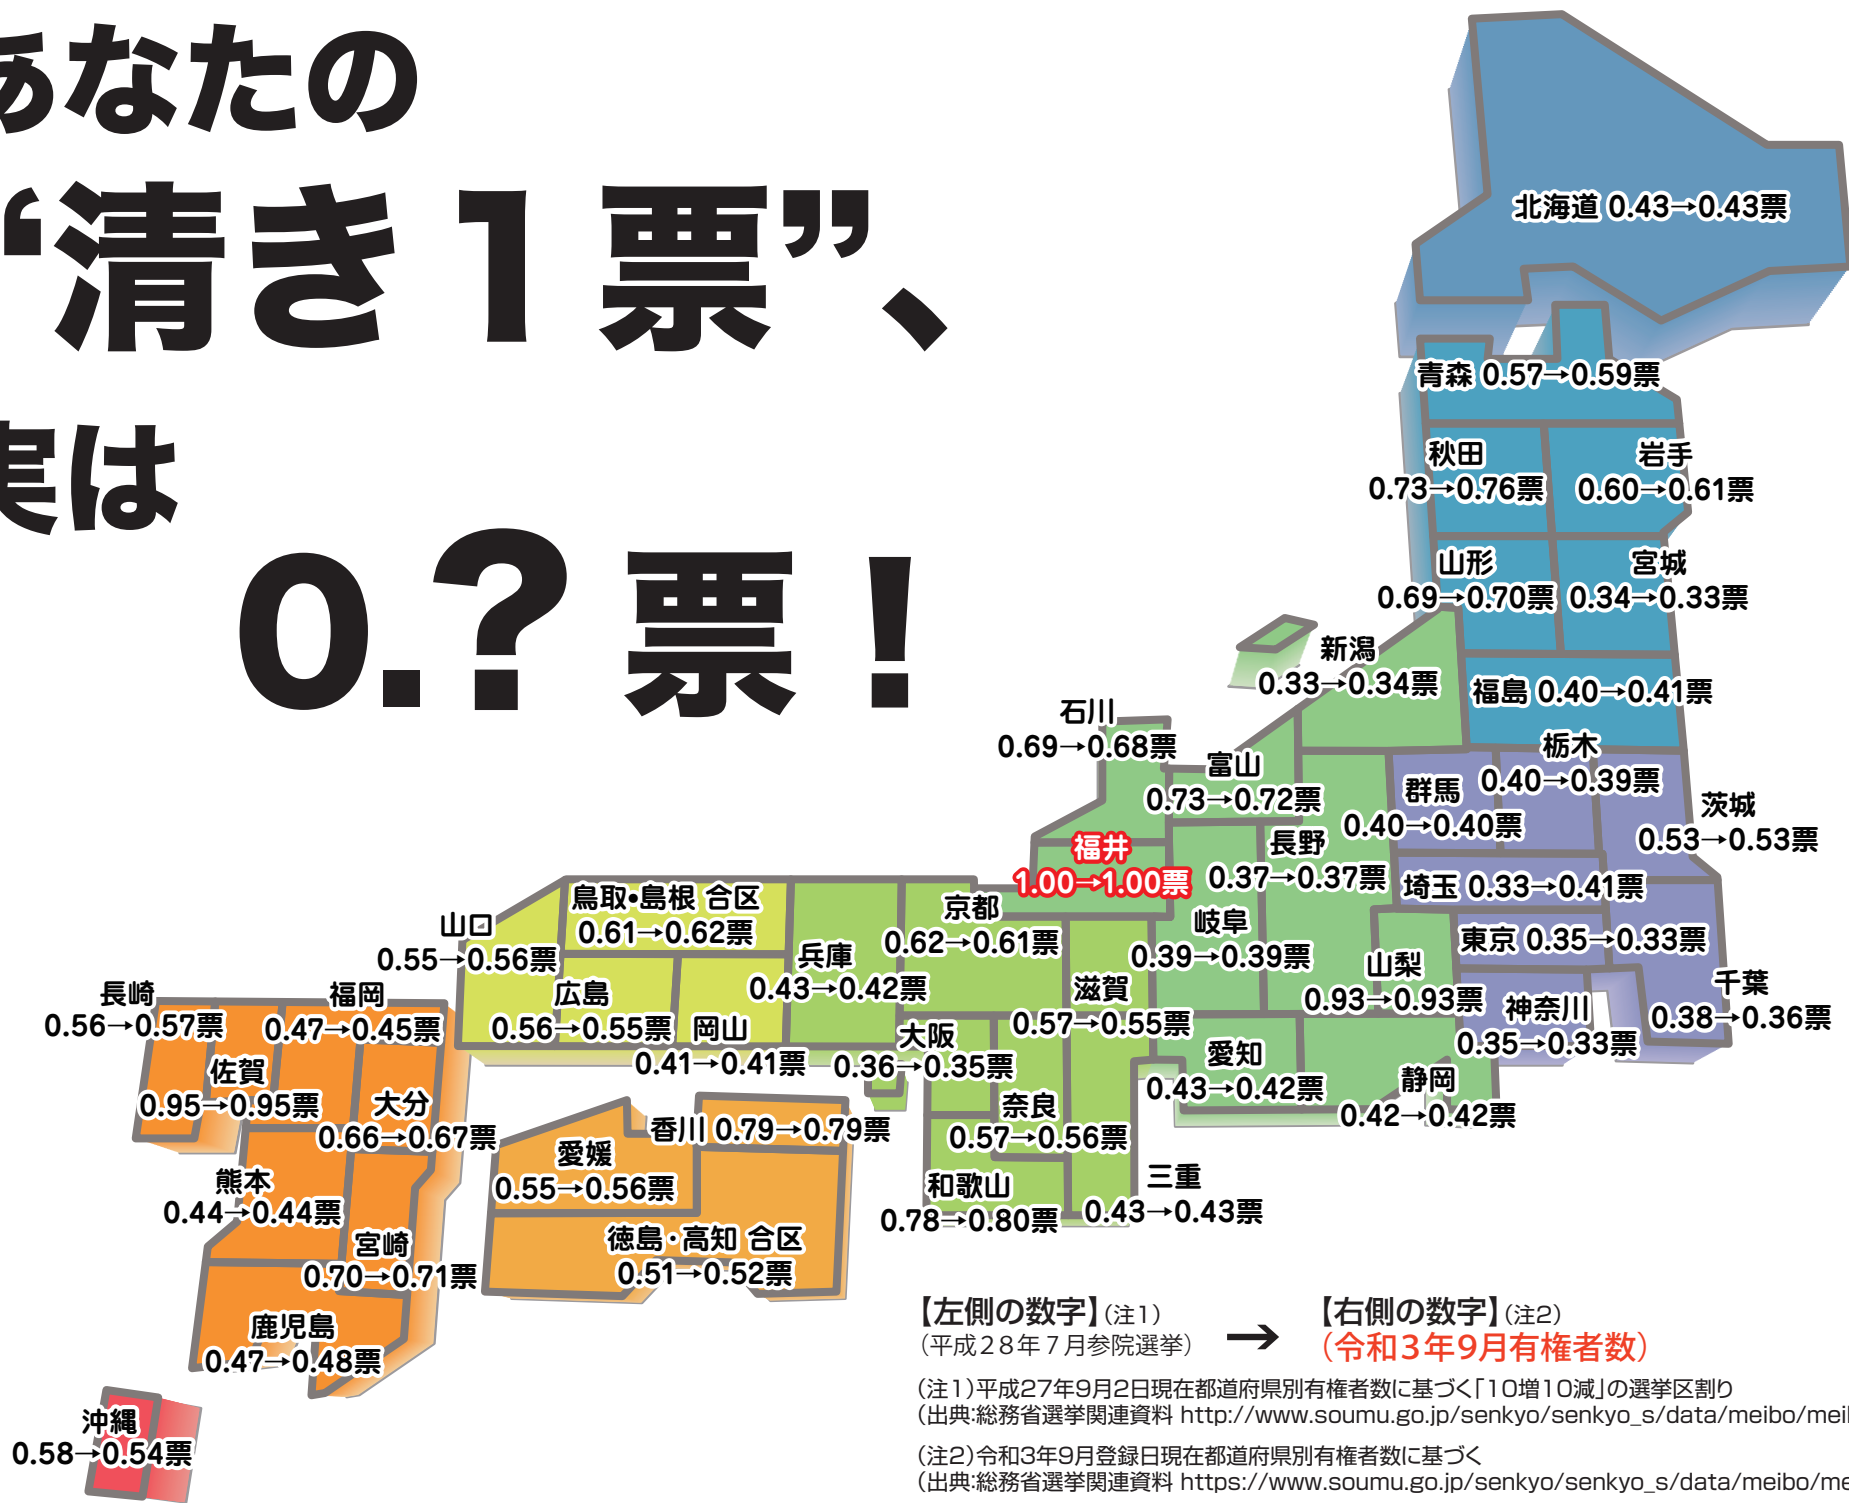 あなたの
“清き1票”、
実は
0.?票！
北海道 0.43→0.43票
青森 0.57→0.59票
秋田
0.73→0.76票
岩手
0.60→0.61票
山形
0.69→0.70票
宮城
0.34→0.33票
新潟
0.33→0.34票
福島 0.40→0.41票
石川
0.69→0.68票
富山
0.73→0.72票
栃木
0.40→0.39票
群馬
0.40→0.40票
茨城
0.53→0.53票
福井
1.00→1.00票
長野
0.37→0.37票
埼玉 0.33→0.41票
岐阜
0.39→0.39票
東京 0.35→0.33票
山梨
0.93→0.93票
千葉
0.38→0.36票
神奈川
0.35→0.33票
愛知
0.43→0.42票
静岡
0.42→0.42票
鳥取•島根 合区
0.61→0.62票
山口
0.55→0.56票
広島
0.56→0.55票
岡山
0.41→0.41票
兵庫
0.43→0.42票
京都
0.62→0.61票
滋賀
0.57→0.55票
大阪
0.36→0.35票
奈良
0.57→0.56票
和歌山
0.78→0.80票
三重
0.43→0.43票
長崎
0.56→0.57票
福岡
0.47→0.45票
佐賀
0.95→0.95票
大分
0.66→0.67票
熊本
0.44→0.44票
宮崎
0.70→0.71票
鹿児島
0.47→0.48票
香川 0.79→0.79票
愛媛
0.55→0.56票
徳島･高知 合区
0.51→0.52票
沖縄
0.58→0.54票
【左側の数字】（注1） → 【右側の数字】（注2）
（平成28年7月参院選挙） （令和3年9月有権者数）
（注1）平成27年9月2日現在都道府県別有権者数に基づく「10増10減」の選挙区割り
（出典:総務省選挙関連資料 http://www.soumu.go.jp/senkyo/senkyo_s/data/meibo/mei
（注2）令和3年9月登録日現在都道府県別有権者数に基づく
（出典:総務省選挙関連資料 https://www.soumu.go.jp/senkyo/senkyo_s/data/meibo/me